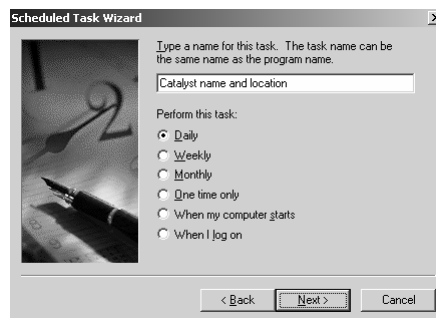 Scheduled Task Wizard
Type a name for this task. The task name can be
the same name as the program name.
Catalyst name and location
Perform this task:
Daily
Weekly
Monthly
One time only
When my computer starts
When I log on
< Back
Next >
Cancel